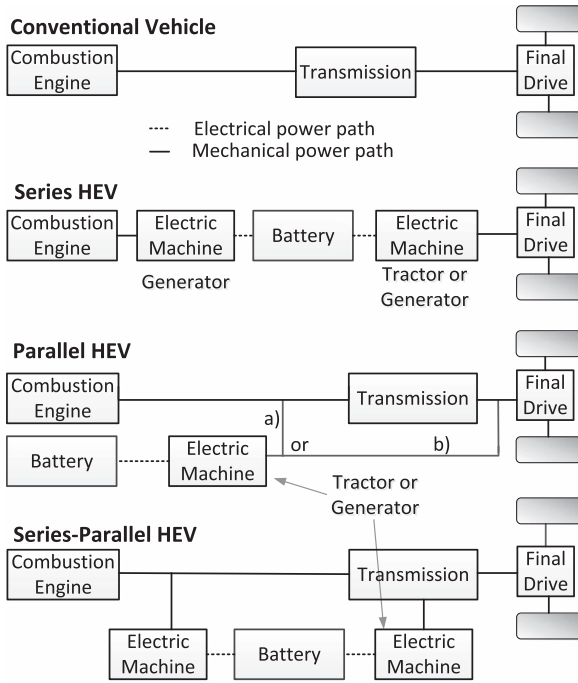 Conventional Vehicle
Combustion
Engine
Transmission
Final
Drive
Electrical power path
Mechanical power path
Series HEV
Combustion
Engine
Electric
Machine
Battery
Electric
Machine
Final
Drive
Generator
Tractor or
Generator
Parallel HEV
Combustion
Engine
Transmission
Final
Drive
a)
or
b)
Battery
Electric
Machine
Tractor or
Generator
Series-Parallel HEV
Combustion
Engine
Transmission
Final
Drive
Electric
Machine
Battery
Electric
Machine